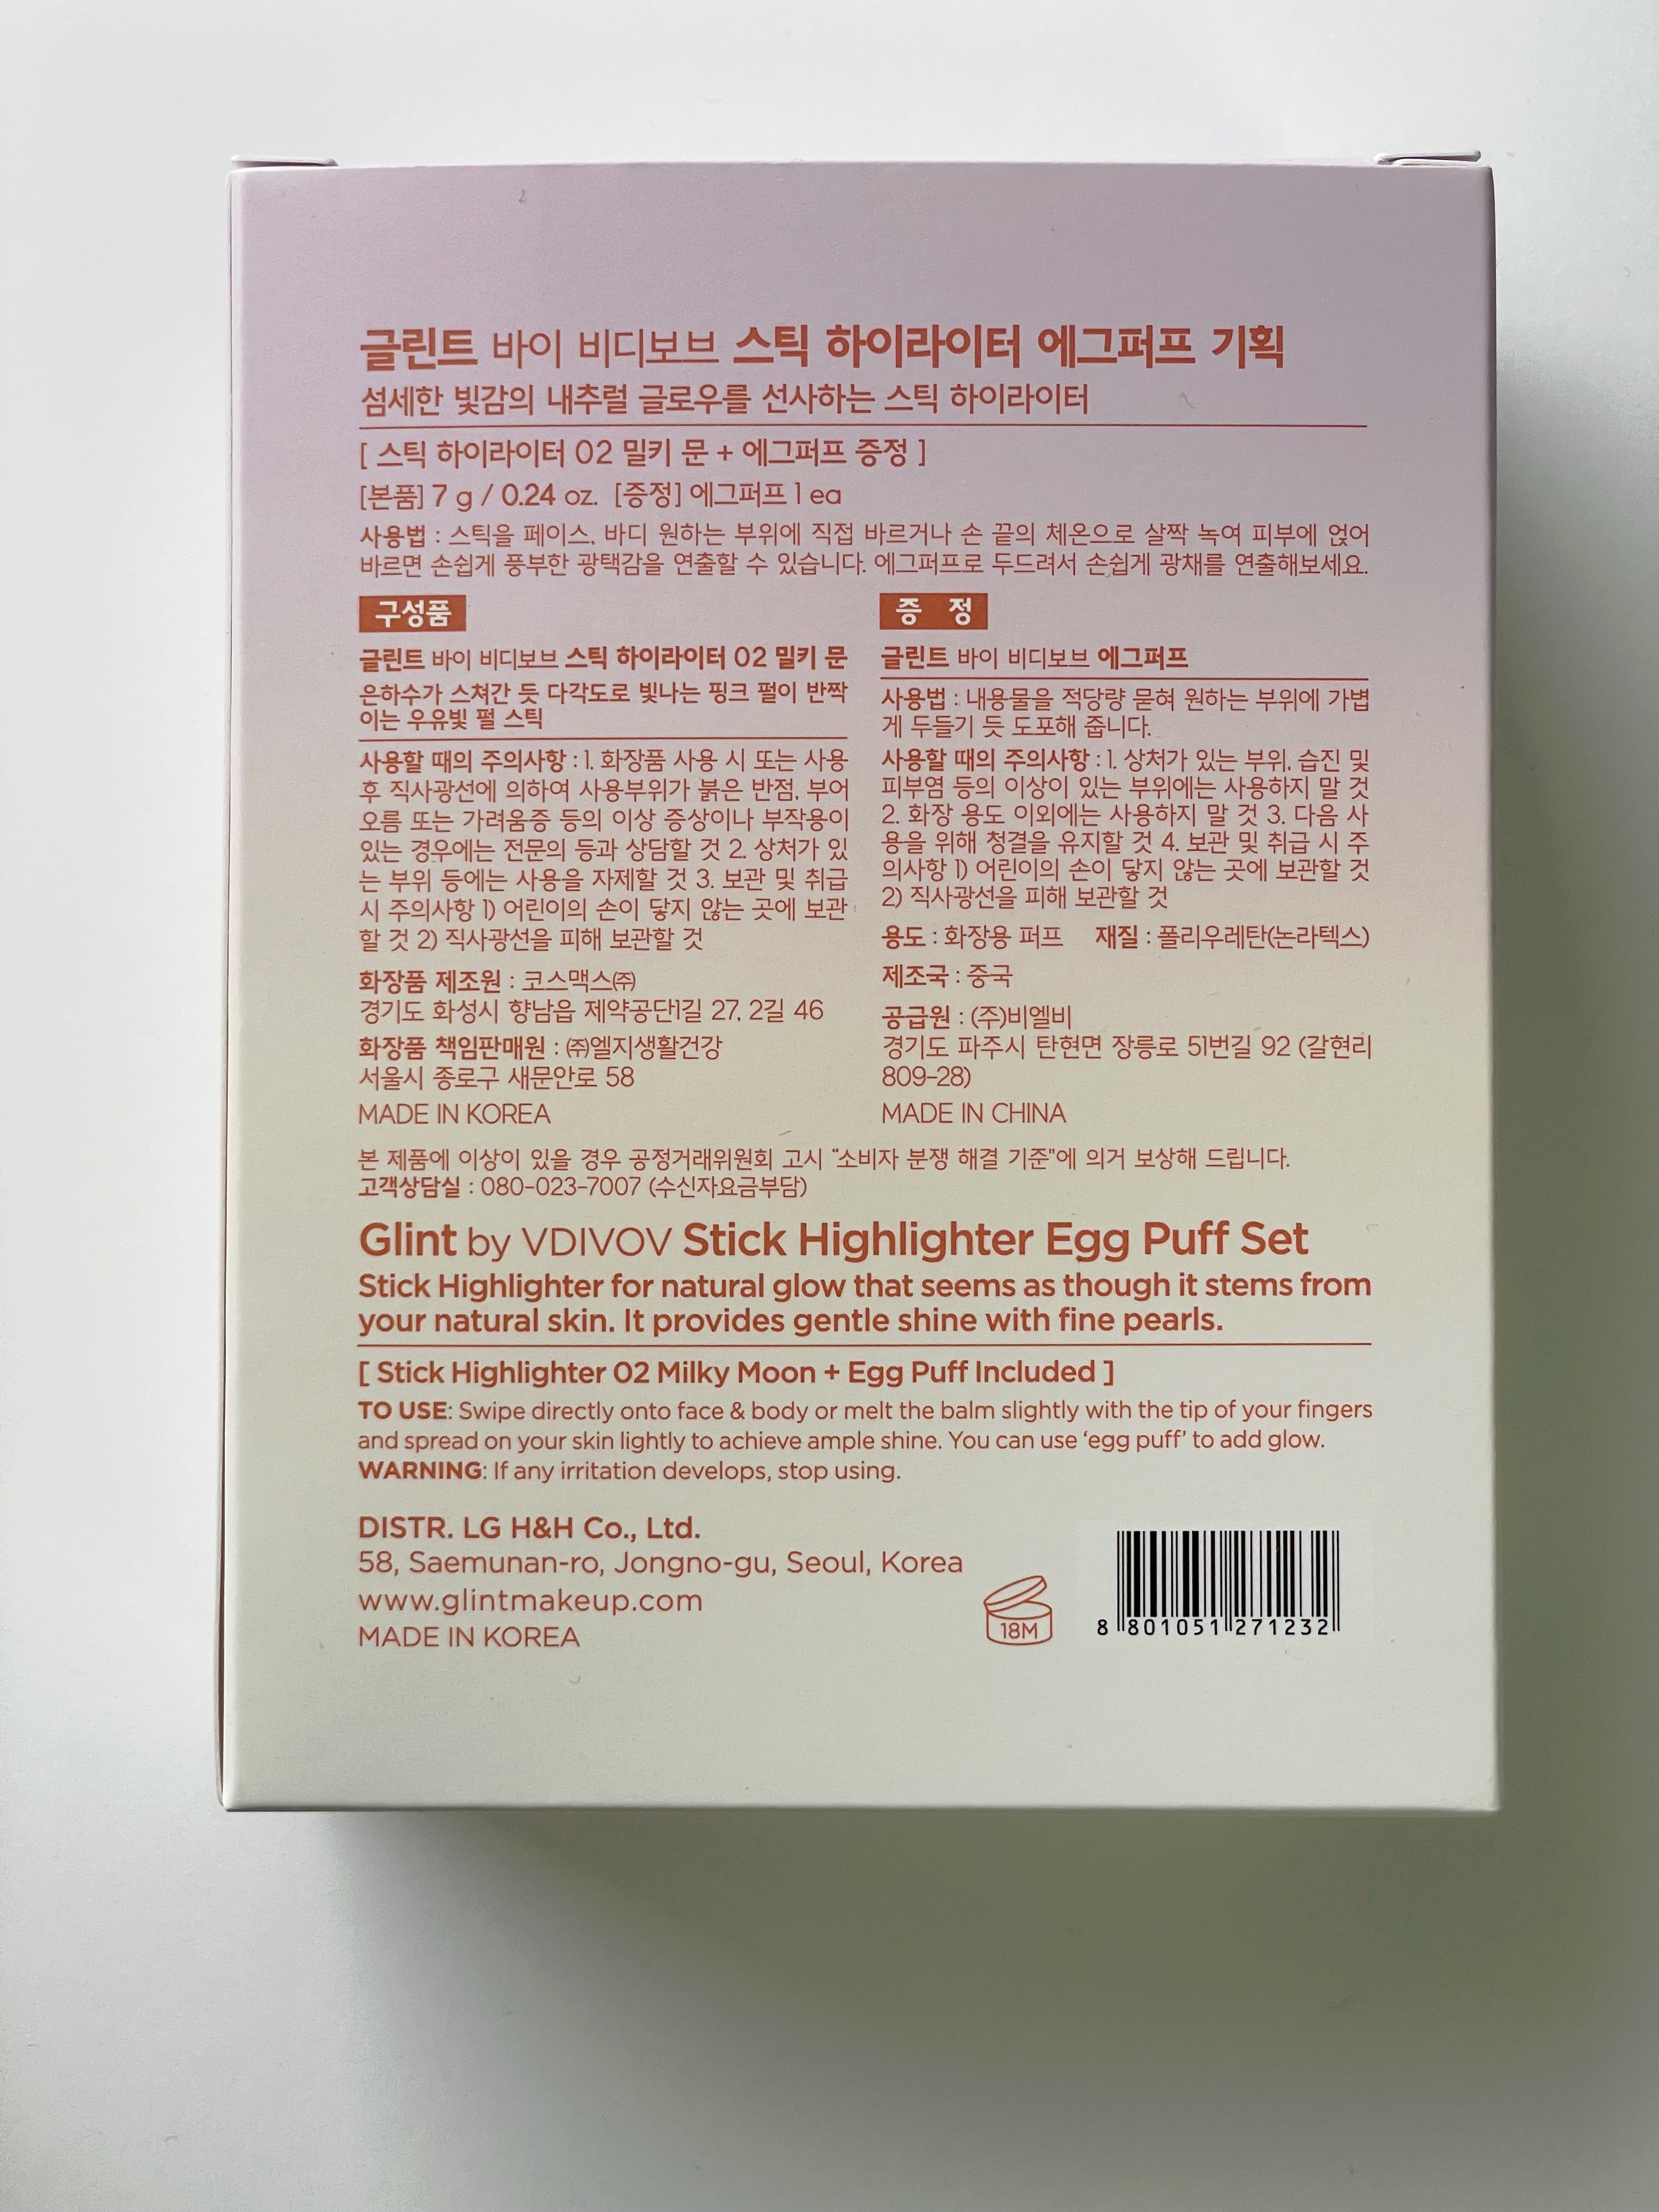 글린트 바이 비디보브 스틱 하이라이터 에그퍼프 기획
섬세한 빛감의 내추럴 글로우를 선사하는 스틱 하이라이터
[ 스틱 하이라이터 02 밀키 문 + 에그퍼프 증정 ]
[본품] 7 g / 0.24 oz. [증정] 에그퍼프 1 ea
사용법 : 스틱을 페이스, 바디 원하는 부위에 직접 바르거나 손 끝의 체온으로 살짝 녹여 피부에 얹어
바르면 손쉽게 풍부한 광택감을 연출할 수 있습니다. 에그퍼프로 두드려서 손쉽게 광채를 연출해보세요.
구성품
글린트 바이 비디보브 스틱 하이라이터 02 밀키 문
은하수가 스쳐간 듯 다각도로 빛나는 핑크 펄이 반짝
이는 우유빛 펄 스틱
사용할 때의 주의사항 : 1. 화장품 사용 시 또는 사용
후 직사광선에 의하여 사용부위가 붉은 반점, 부어
오름 또는 가려움증 등의 이상 증상이나 부작용이
있는 경우에는 전문의 등과 상담할 것 2. 상처가 있
는 부위 등에는 사용을 자제할 것 3. 보관 및 취급
시 주의사항 1) 어린이의 손이 닿지 않는 곳에 보관
할 것 2) 직사광선을 피해 보관할 것
화장품 제조원 : 코스맥스㈜
경기도 화성시 향남읍 제약공단1길 27, 2길 46
화장품 책임판매원 : ㈜엘지생활건강
서울시 종로구 새문안로 58
MADE IN KOREA
증 정
글린트 바이 비디보브 에그퍼프
사용법 : 내용물을 적당량 묻혀 원하는 부위에 가볍
게 두들기 듯 도포해 줍니다.
사용할 때의 주의사항 : 1. 상처가 있는 부위, 습진 및
피부염 등의 이상이 있는 부위에는 사용하지 말 것
2. 화장 용도 이외에는 사용하지 말 것 3. 다음 사
용을 위해 청결을 유지할 것 4. 보관 및 취급 시 주
의사항 1) 어린이의 손이 닿지 않는 곳에 보관할 것
2) 직사광선을 피해 보관할 것
용도 : 화장용 퍼프 재질 : 폴리우레탄(논라텍스)
제조국 : 중국
공급원 : (주)비엘비
경기도 파주시 탄현면 장릉로 51번길 92 (갈현리
809-28)
MADE IN CHINA
본 제품에 이상이 있을 경우 공정거래위원회 고시 “소비자 분쟁 해결 기준”에 의거 보상해 드립니다.
고객상담실 : 080-023-7007 (수신자요금부담)
Glint by VDIVOV Stick Highlighter Egg Puff Set
Stick Highlighter for natural glow that seems as though it stems from
your natural skin. It provides gentle shine with fine pearls.
[ Stick Highlighter 02 Milky Moon + Egg Puff Included ]
TO USE: Swipe directly onto face & body or melt the balm slightly with the tip of your fingers
and spread on your skin lightly to achieve ample shine. You can use ‘egg puff’ to add glow.
WARNING: If any irritation develops, stop using.
DISTR. LG H&H Co., Ltd.
58, Saemunan-ro, Jongno-gu, Seoul, Korea
www.glintmakeup.com
MADE IN KOREA
18M
8 801051 271232